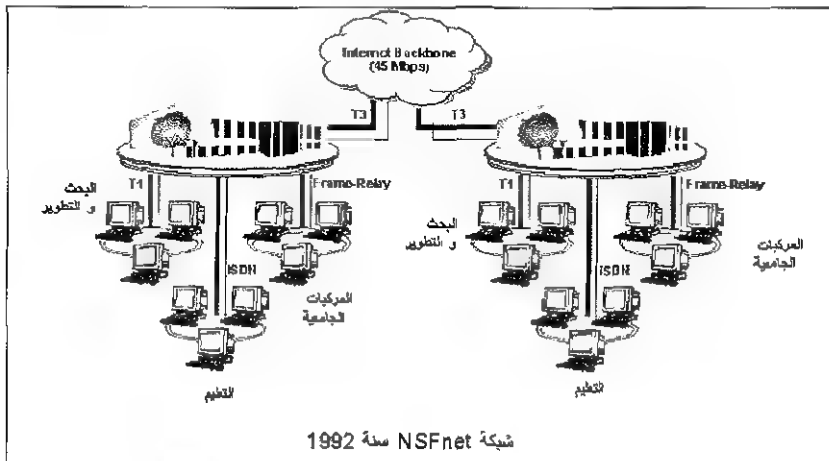 Internet Backbone
(45 Mbps)
T3
T3
T1
Frame-Relay
البحث
و التطوير
ISDN
المركبات
الجامعية
التعليم
T1
Frame-Relay
البحث
و التطوير
ISDN
المركبات
الجامعية
التعليم
شبكة NSFnet سنة 1992